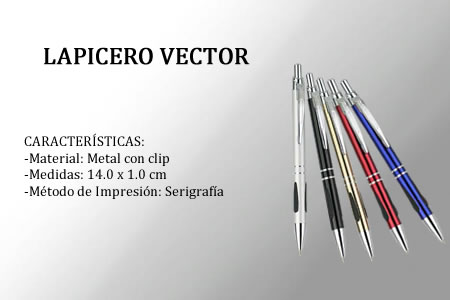 LAPICERO VECTOR
CARACTERÍSTICAS:
-Material: Metal con clip
-Medidas: 14.0 x 1.0 cm
-Método de Impresión: Serigrafía